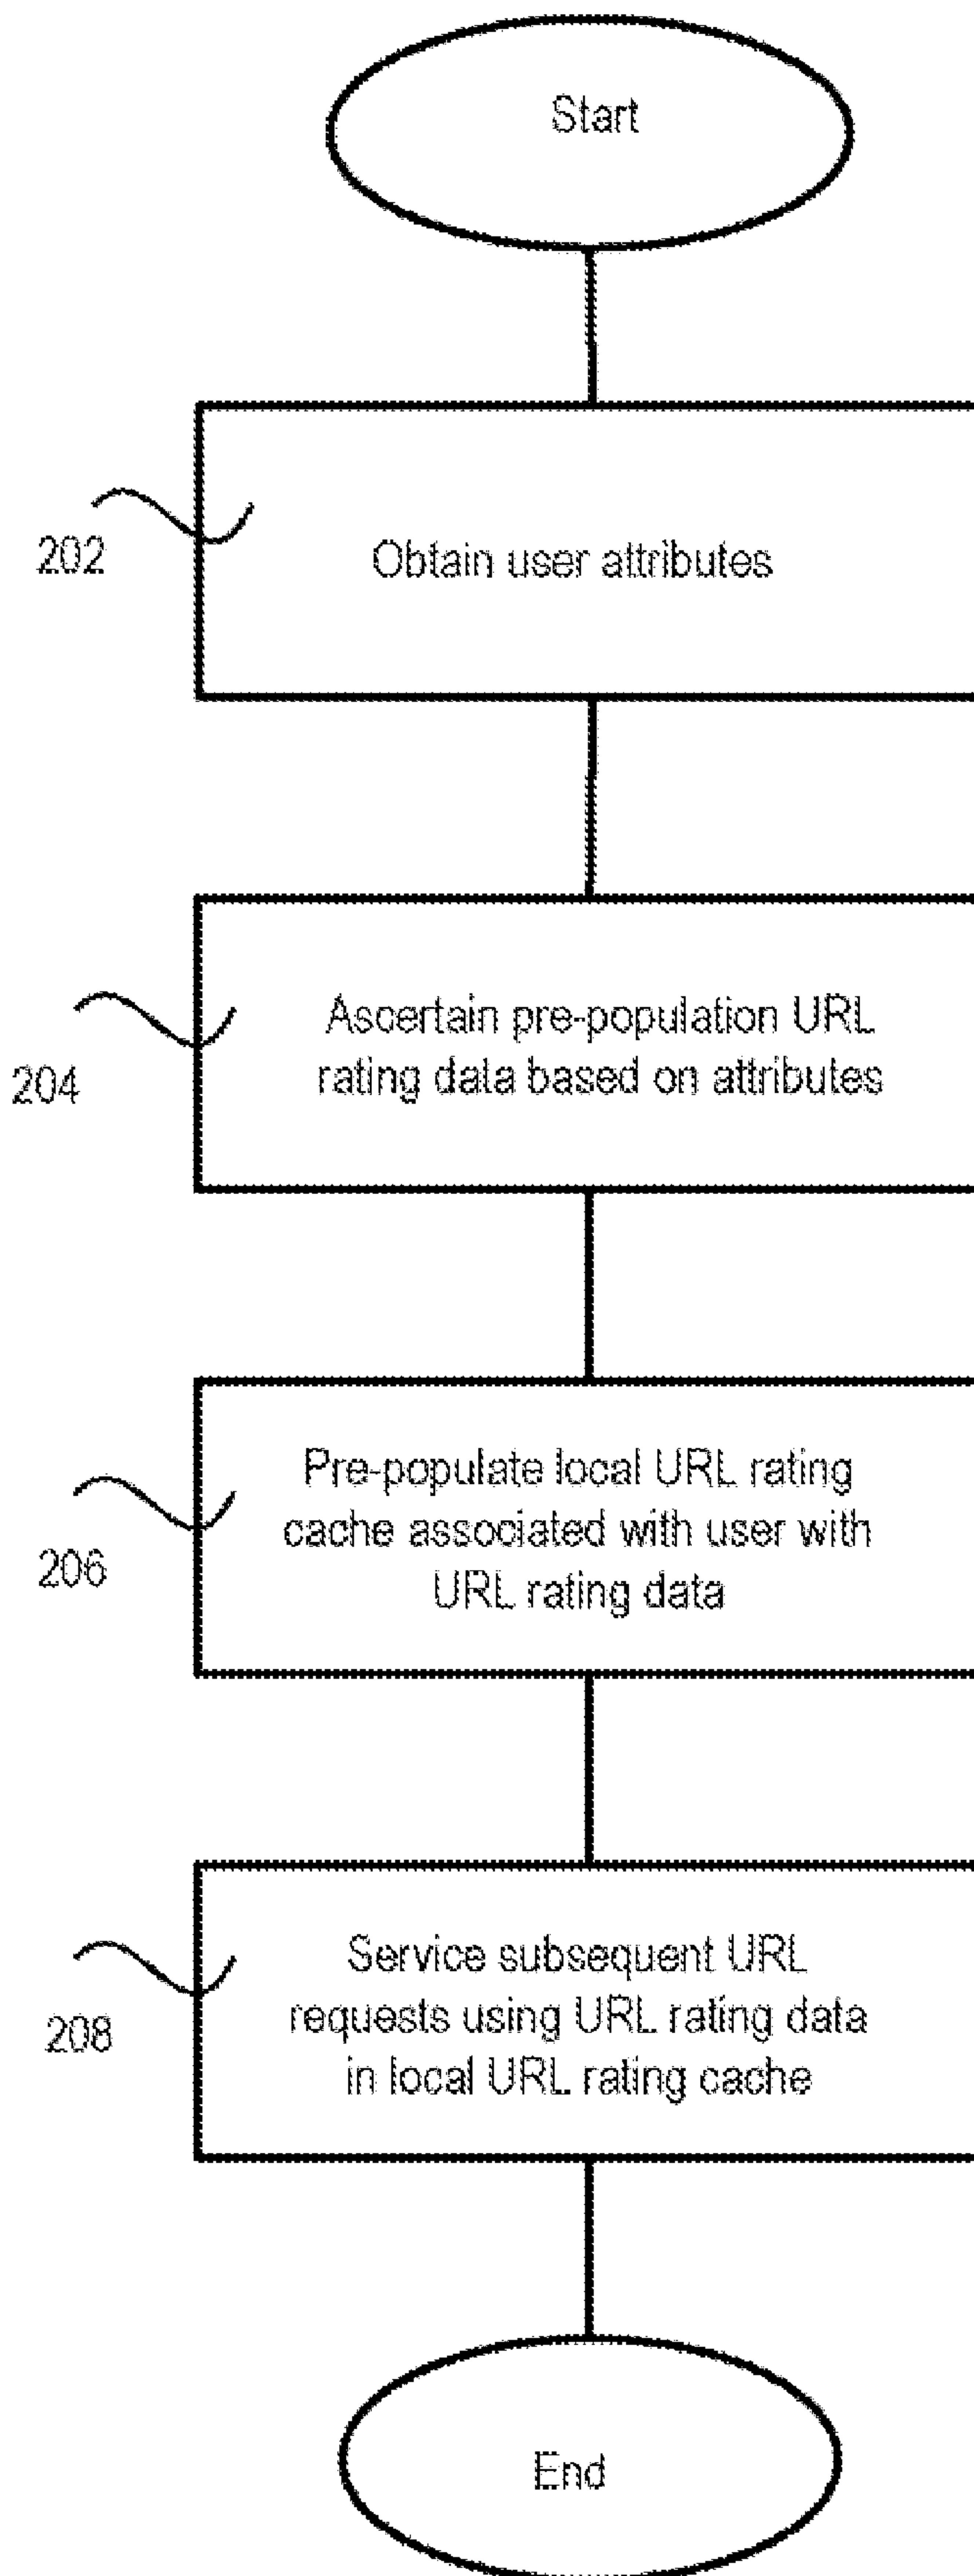 Start
202
Obtain user attributes
204
Ascertain pre-population URL
rating data based on attributes
206
Pre-populate local URL rating
cache associated with user with
URL rating data
208
Service subsequent URL
requests using URL rating data
in local URL rating cache
End